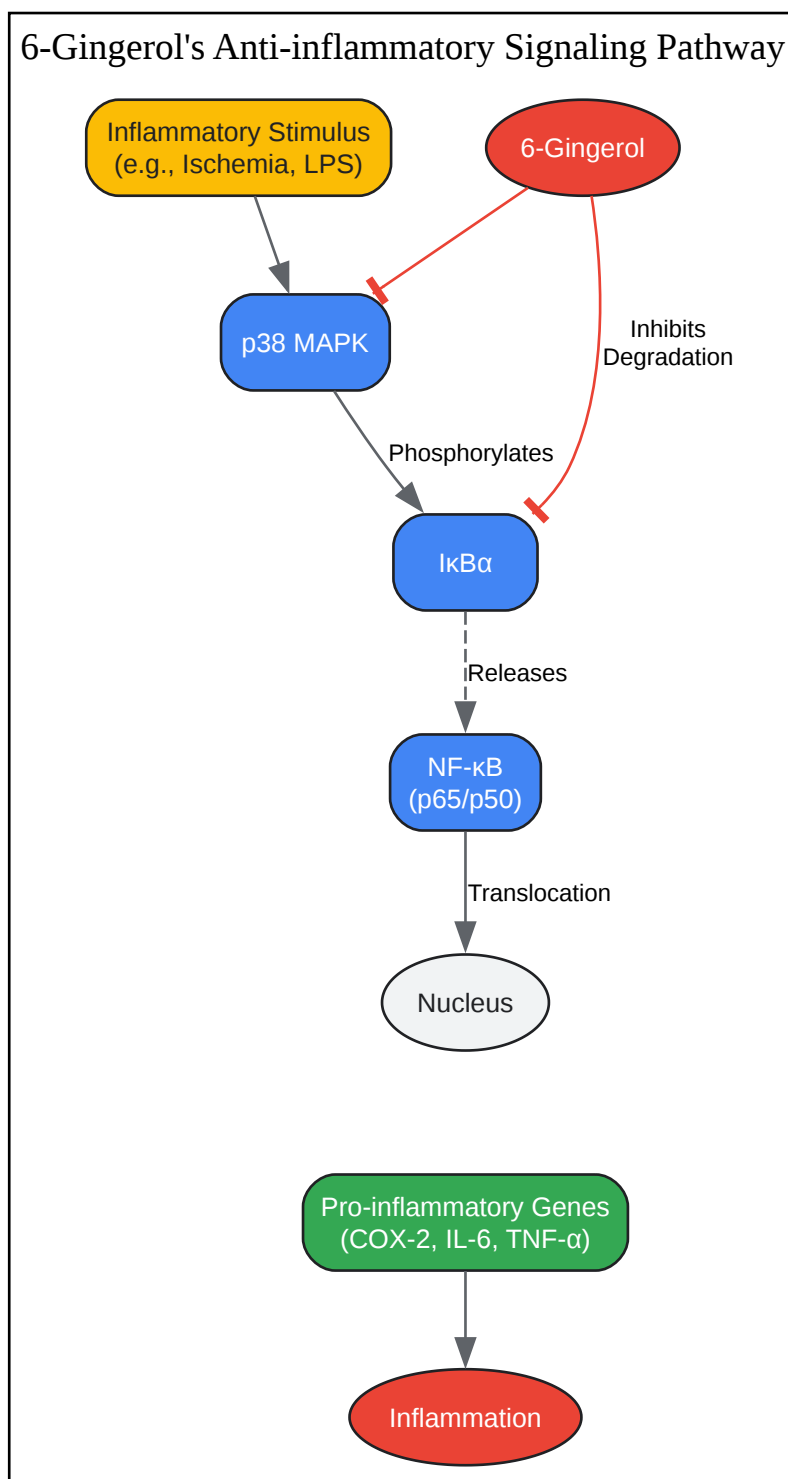 6-Gingerol's Anti-inflammatory Signaling Pathway
Inflammatory Stimulus
(e.g., Ischemia, LPS)
6-Gingerol
p38 MAPK
Inhibits
Degradation
Phosphorylates
IκBα
Releases
NF-κB
(p65/p50)
Translocation
Nucleus
Pro-inflammatory Genes
(COX-2, IL-6, TNF-α)
Inflammation